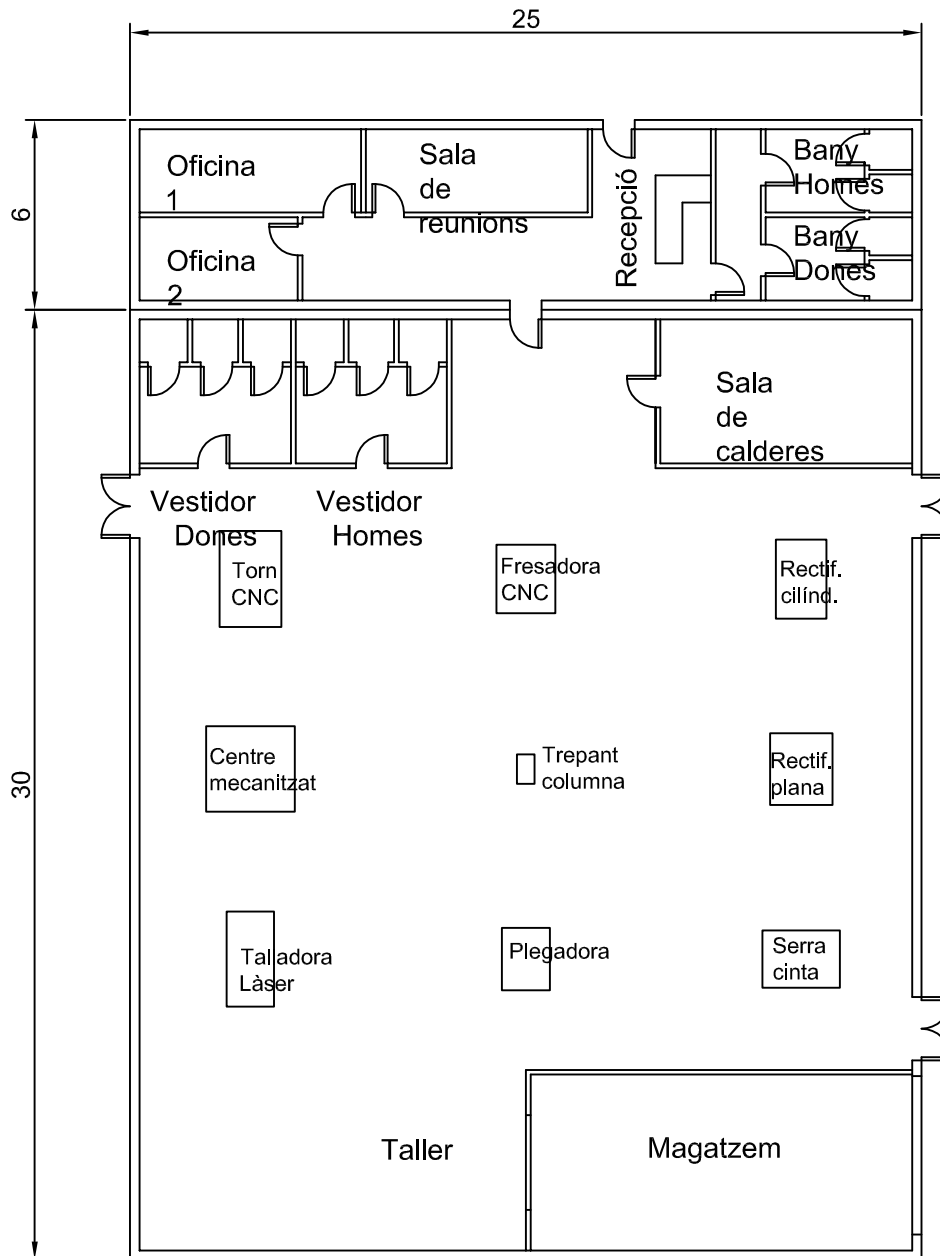 25
6
30
Oficina
1
Sala
de
reunions
Recepció
Bany
Homes
Oficina
2
Bany
Dones
Sala
de
calderes
Vestidor
Dones
Vestidor
Homes
Torn
CNC
Fresadora
CNC
Rectif.
cilínd.
Centre
mecanitzat
Trepant
columna
Rectif.
plana
Talladora
Làser
Plegadora
Serra
cinta
Taller
Magatzem